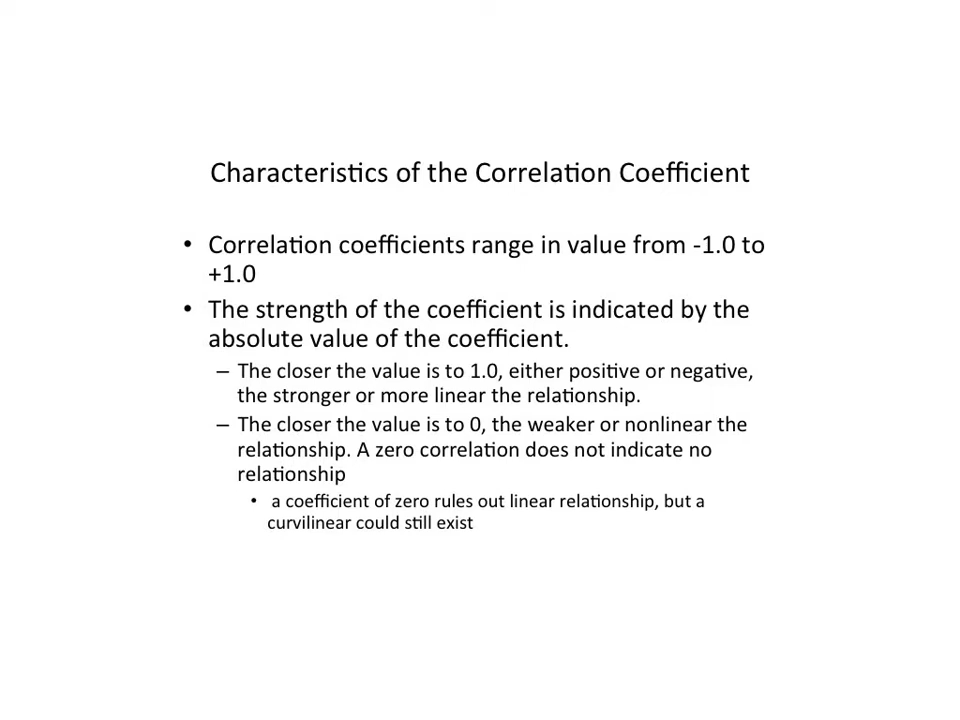 Characteristics of the Correlation Coefficient
• Correlation coefficients range in value from -1.0 to
+1.0
• The strength of the coefficient is indicated by the
absolute value of the coefficient.
– The closer the value is to 1.0, either positive or negative,
the stronger or more linear the relationship.
– The closer the value is to 0, the weaker or nonlinear the
relationship. A zero correlation does not indicate no
relationship
• a coefficient of zero rules out linear relationship, but a
curvilinear could still exist